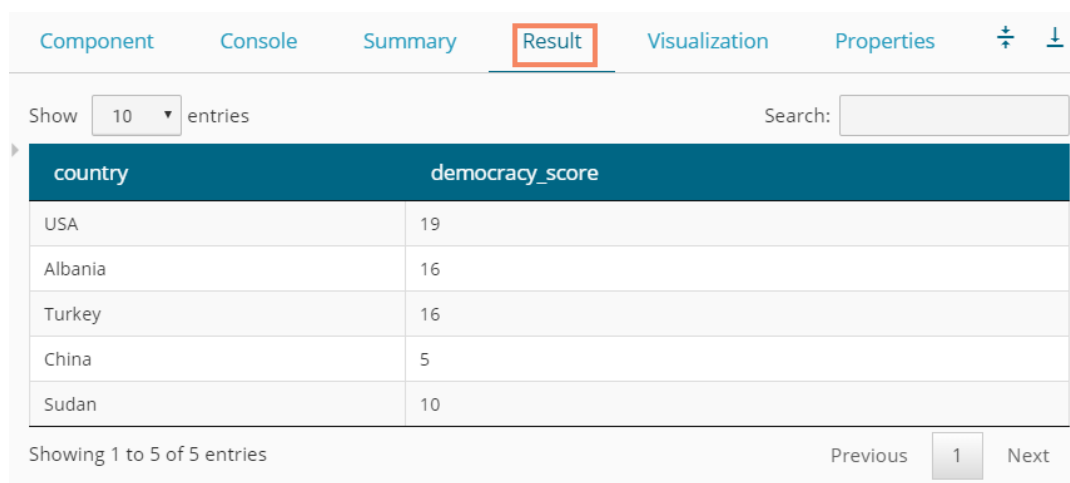 Component Console Summary Result Visualization Properties
Show 10 entries Search:
country democracy_score
USA 19
Albania 16
Turkey 16
China 5
Sudan 10
Showing 1 to 5 of 5 entries Previous 1 Next